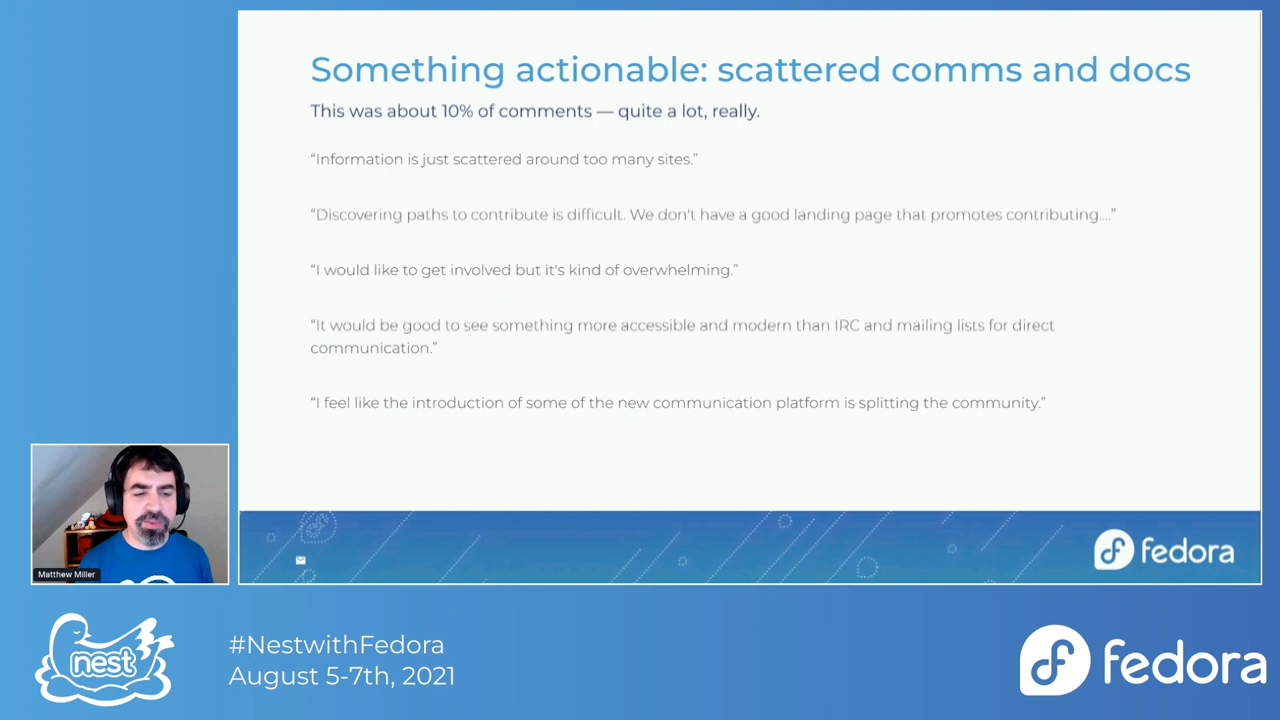 Something actionable: scattered comms and docs
This was about 10% of comments — quite a lot, really.
“Information is just scattered around too many sites.”
“Discovering paths to contribute is difficult. We don't have a good landing page that promotes contributing....”
“I would like to get involved but it's kind of overwhelming.”
“It would be good to see something more accessible and modern than IRC and mailing lists for direct
communication.”
“I feel like the introduction of some of the new communication platform is splitting the community.”
fedora
Matthew Miller
nest
#NestwithFedora
August 5-7th, 2021
fedora